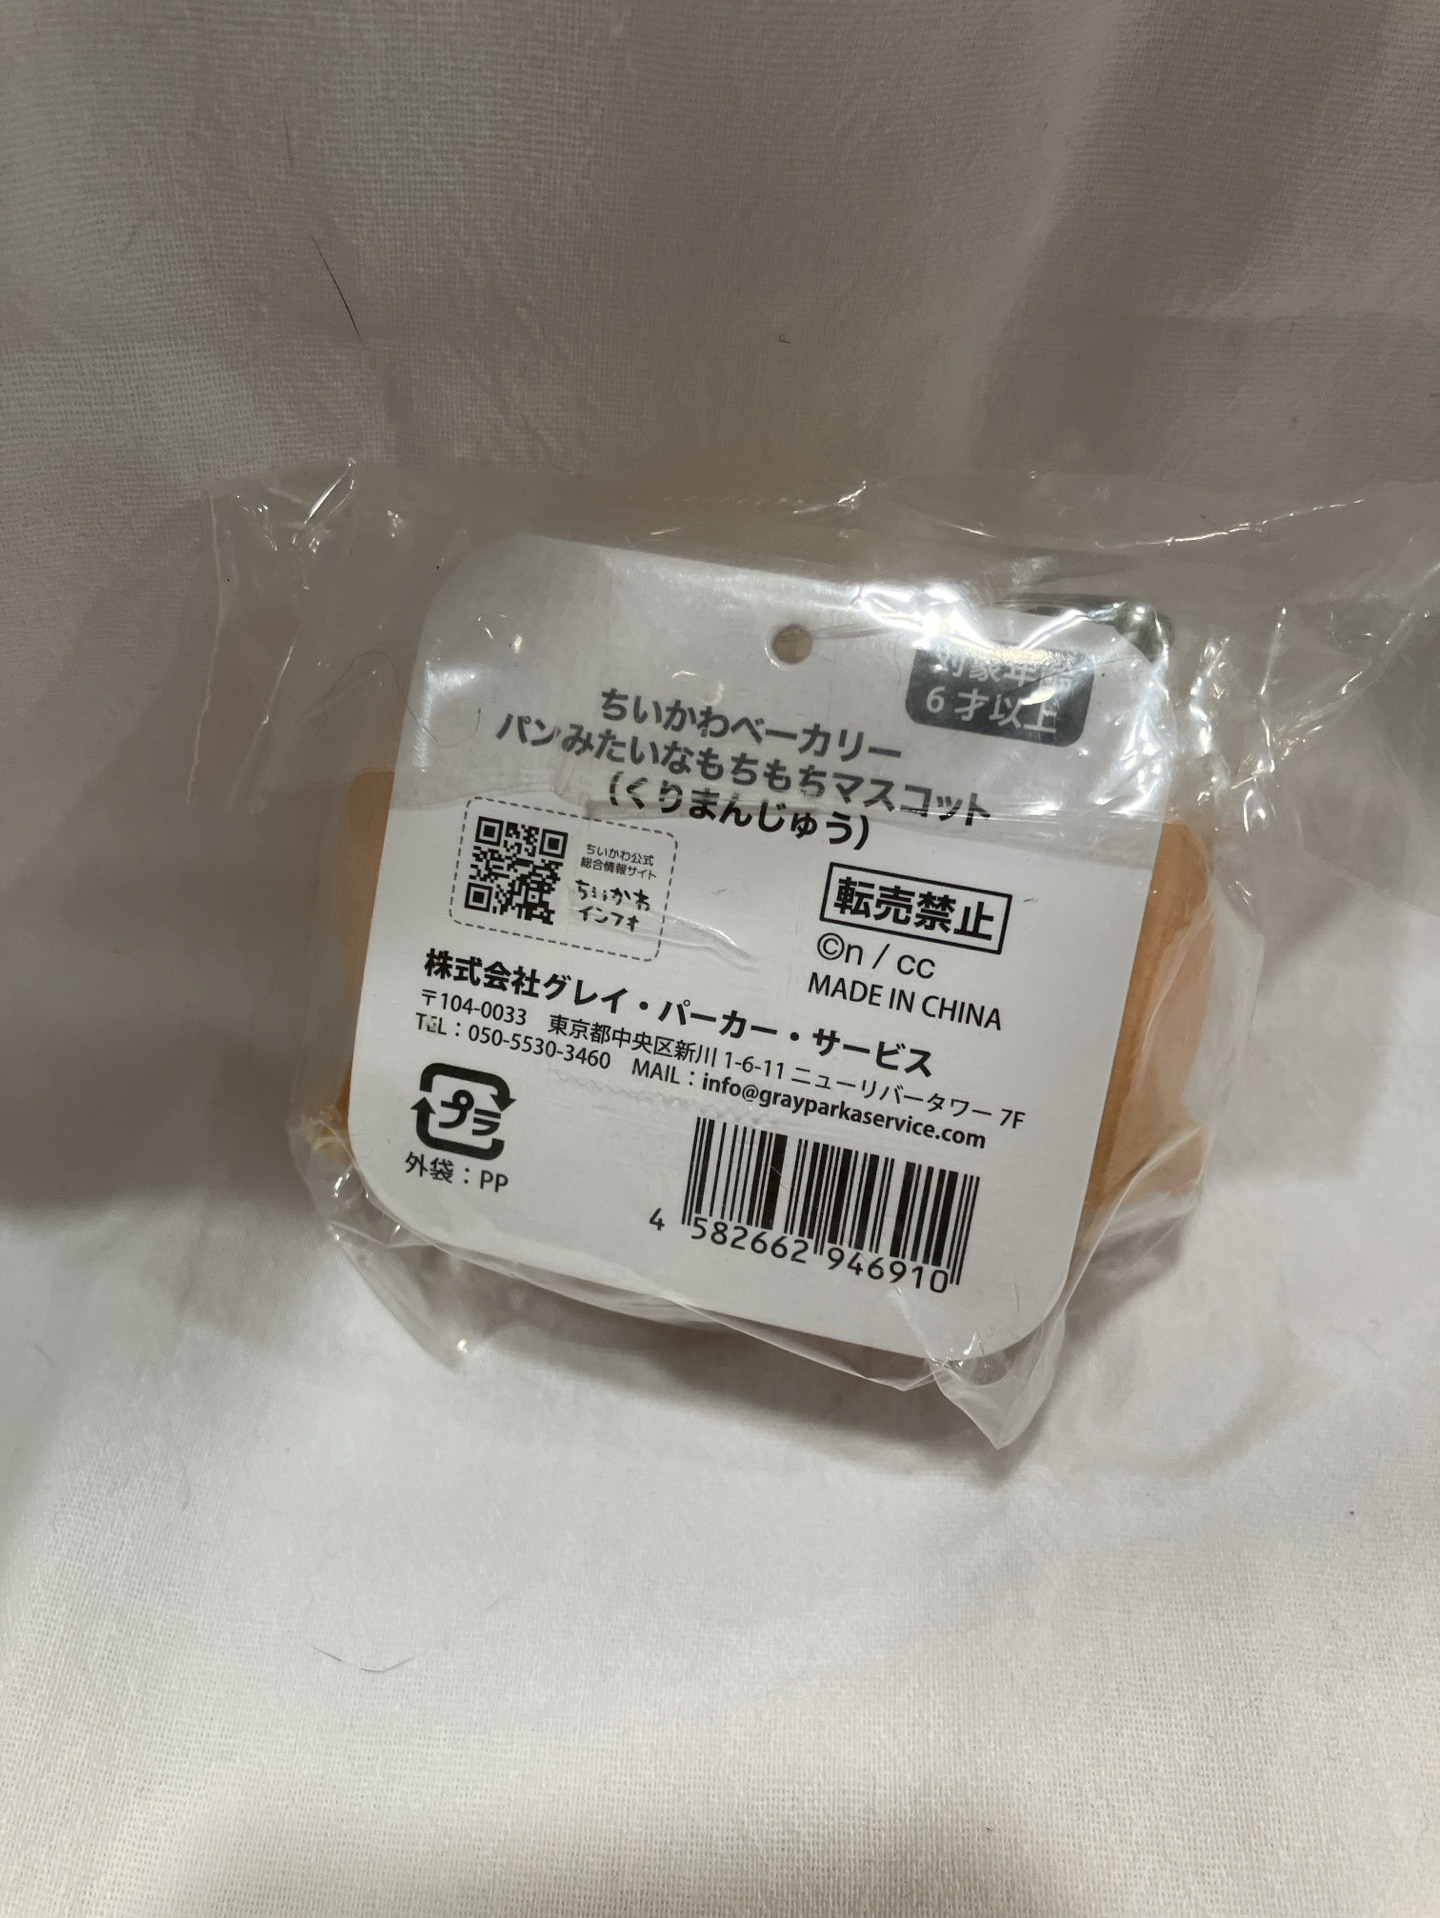 対象年齢
6才以上
ちいかわベーカリー
パンみたいなもちもちマスコット
(くりまんじゅう)
ちいかわ公式
総合情報サイト
ちいかわ
インフォ
転売禁止
©n / cc
MADE IN CHINA
株式会社グレイ・パーカー・サービス
〒104-0033 東京都中央区新川 1-6-11 ニューリバータワー 7F
TEL：050-5530-3460 MAIL：info@grayparkaservice.com
プラ
外袋：PP
4 582662 946910